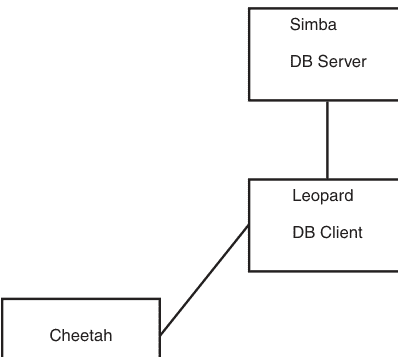 Simba
DB Server
Leopard
DB Client
Cheetah